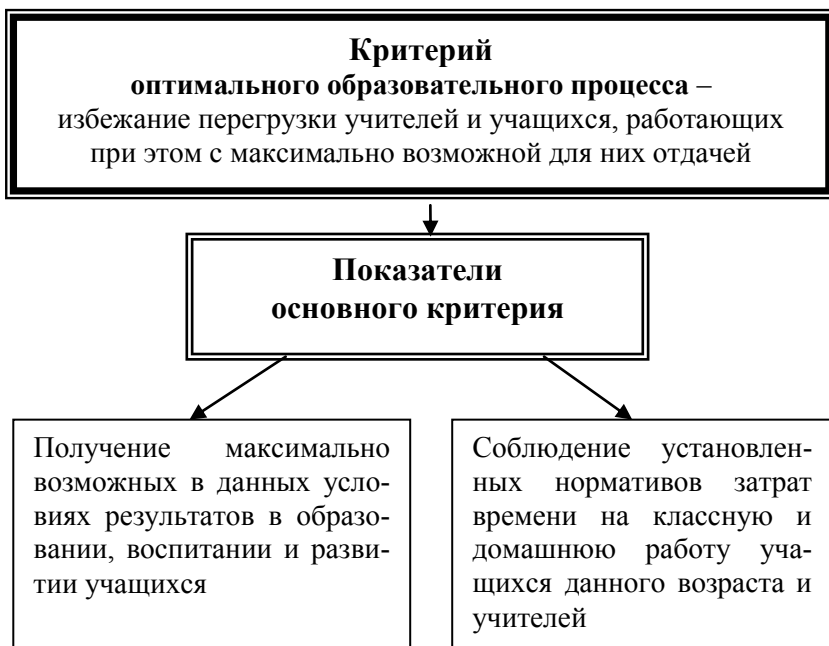 Критерий
оптимального образовательного процесса –
избежание перегрузки учителей и учащихся, работающих
при этом с максимально возможной для них отдачей
Показатели
основного критерия
Получение максимально
возможных в данных усло-
виях результатов в образо-
вании, воспитании и разви-
тии учащихся
Соблюдение установлен-
ных нормативов затрат
времени на классную и
домашнюю работу уча-
щихся данного возраста и
учителей